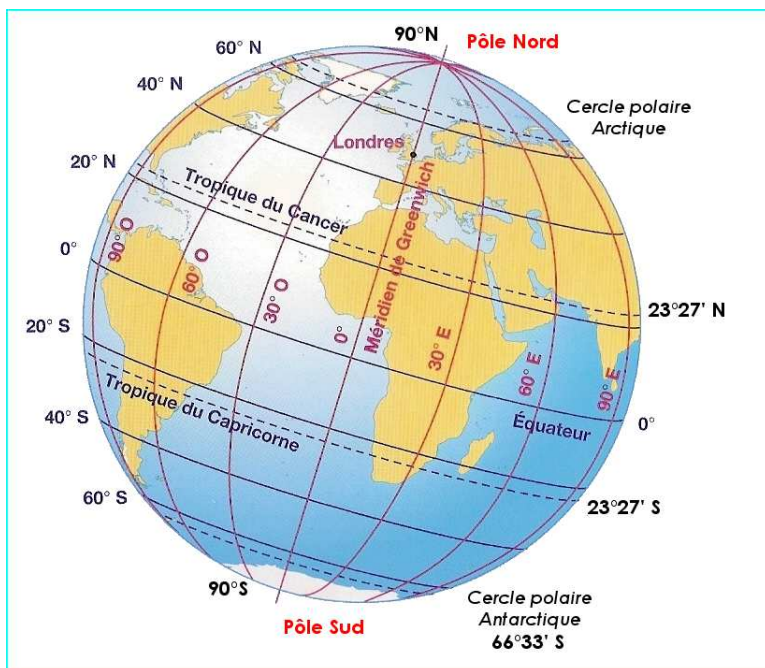 90°N
Pôle Nord
60° N
40° N
Cercle polaire
Arctique
Londres
20° N
Tropique du Cancer
Méridien de Greenwich
0°
90° O
60° O
30° O
0°
30° E
60° E
90° E
23°27' N
20° S
Tropique du Capricorne
Équateur
0°
40° S
60° S
23°27' S
90°S
Pôle Sud
Cercle polaire
Antarctique
66°33' S